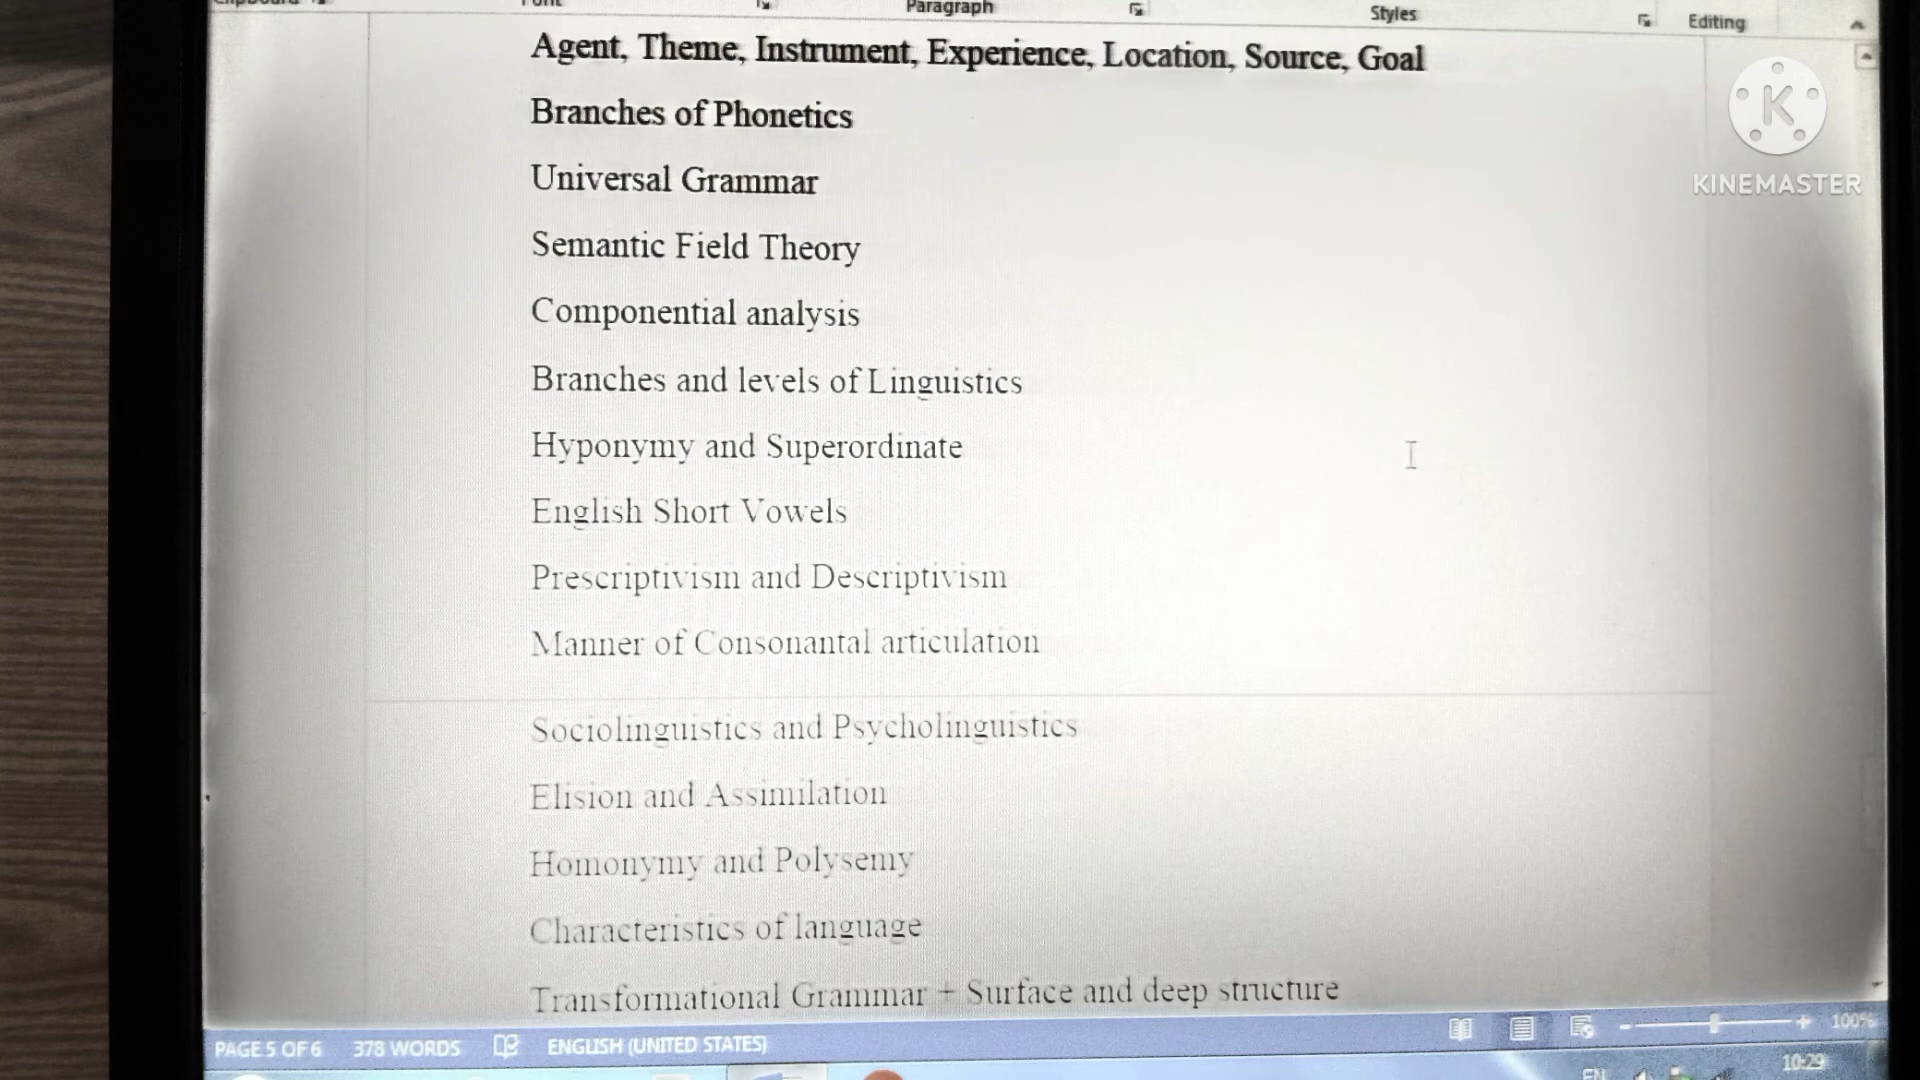 Clipboard
Font
Paragraph
Styles
Editing
Agent, Theme, Instrument, Experience, Location, Source, Goal
Branches of Phonetics
Universal Grammar
Semantic Field Theory
Componential analysis
Branches and levels of Linguistics
Hyponymy and Superordinate
English Short Vowels
Prescriptivism and Descriptivism
Manner of Consonantal articulation
Sociolinguistics and Psycholinguistics
Elision and Assimilation
Homonymy and Polysemy
Characteristics of language
Transformational Grammar + Surface and deep structure
K
KINEMASTER
PAGE 5 OF 6 378 WORDS ENGLISH (UNITED STATES) 100%
EN 10:29